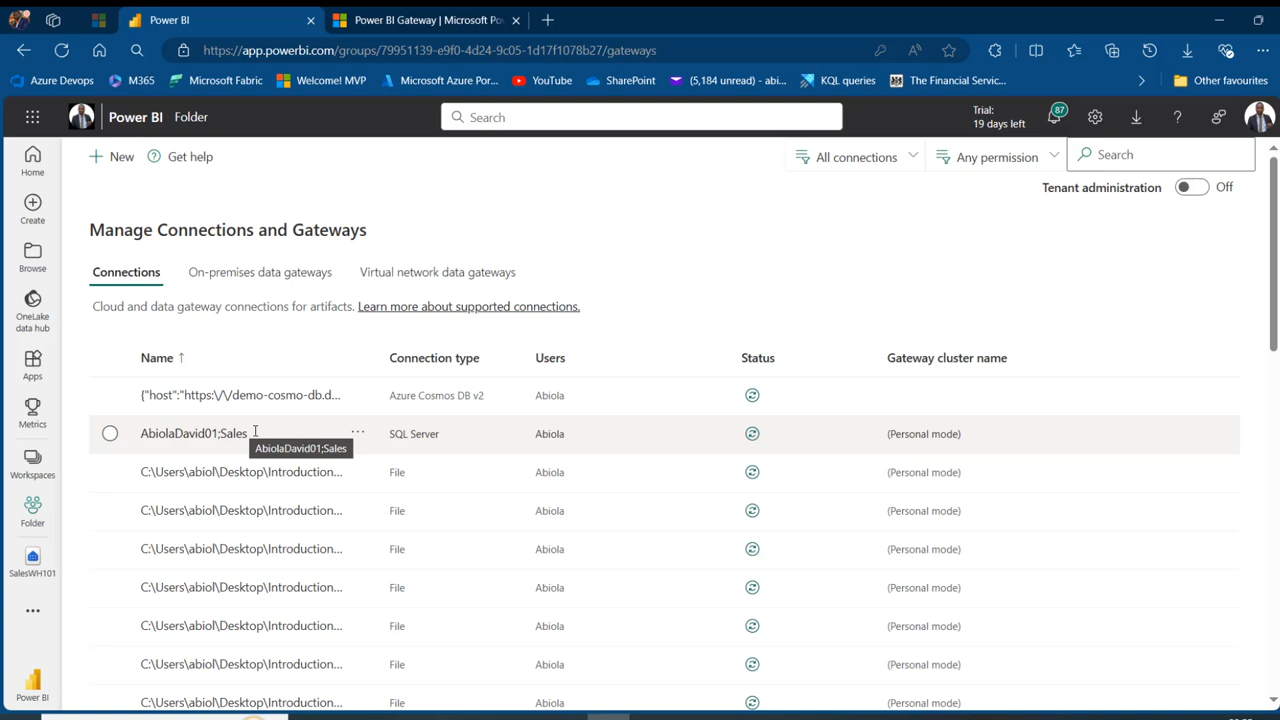 Power BI
Power BI Gateway | Microsoft Po
https://app.powerbi.com/groups/79951139-e9f0-4d24-9c05-1d17f1078b27/gateways
Azure Devops
M365
Microsoft Fabric
Welcome! MVP
Microsoft Azure Por...
YouTube
SharePoint
(5,184 unread) - abi...
KQL queries
The Financial Servic...
Other favourites
Power BI
Folder
Search
Trial:
19 days left
87
Home
Create
Browse
OneLake
data hub
Apps
Metrics
Workspaces
Folder
SalesWH101
Power BI
New
Get help
All connections
Any permission
Search
Tenant administration
Off
Manage Connections and Gateways
Connections
On-premises data gateways
Virtual network data gateways
Cloud and data gateway connections for artifacts. Learn more about supported connections.
Name ↑ Connection type Users Status Gateway cluster name
{"host":"https:\/\/demo-cosmo-db.d... Azure Cosmos DB v2 Abiola
AbiolaDavid01;Sales ... SQL Server Abiola (Personal mode)
AbiolaDavid01;Sales
C:\Users\abiol\Desktop\Introduction... File Abiola (Personal mode)
C:\Users\abiol\Desktop\Introduction... File Abiola (Personal mode)
C:\Users\abiol\Desktop\Introduction... File Abiola (Personal mode)
C:\Users\abiol\Desktop\Introduction... File Abiola (Personal mode)
C:\Users\abiol\Desktop\Introduction... File Abiola (Personal mode)
C:\Users\abiol\Desktop\Introduction... File Abiola (Personal mode)
C:\Users\abiol\Desktop\Introduction... File Abiola (Personal mode)